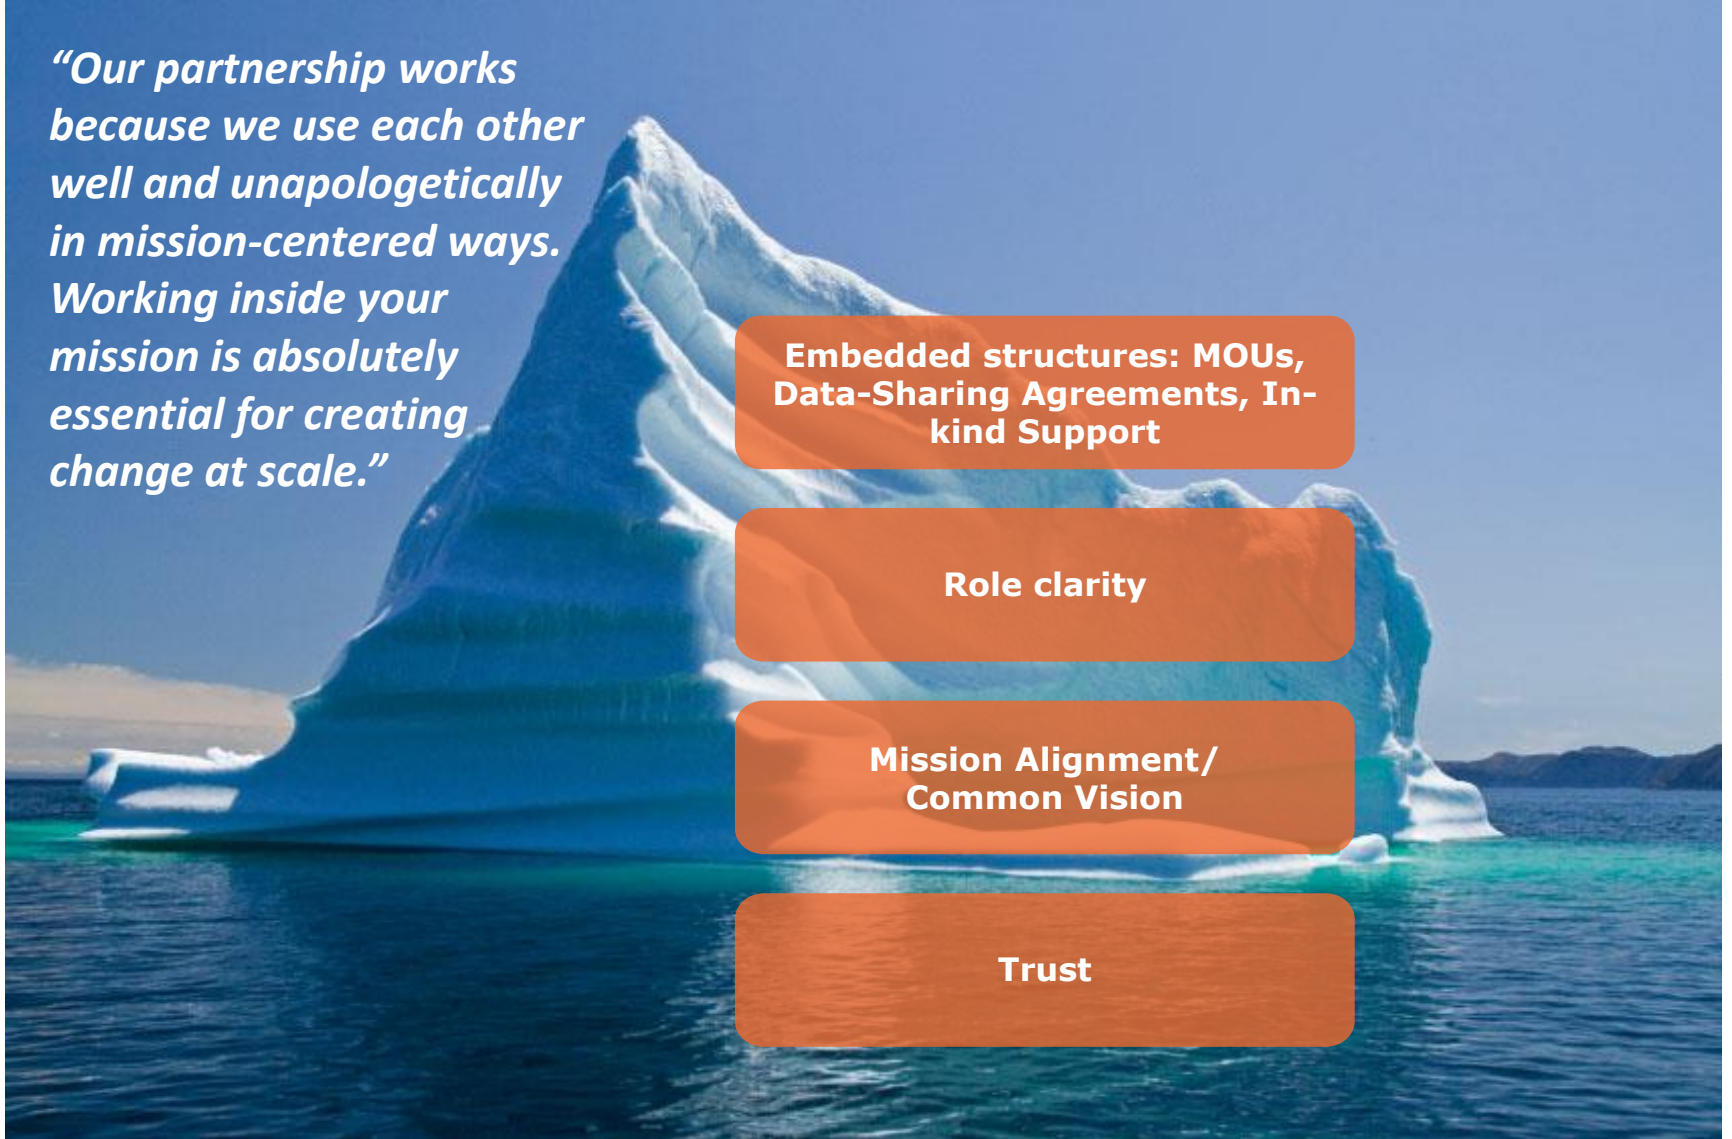 “Our partnership works
because we use each other
well and unapologetically
in mission-centered ways.
Working inside your
mission is absolutely
essential for creating
change at scale.”
Embedded structures: MOUs,
Data-Sharing Agreements, In-
kind Support
Role clarity
Mission Alignment/
Common Vision
Trust